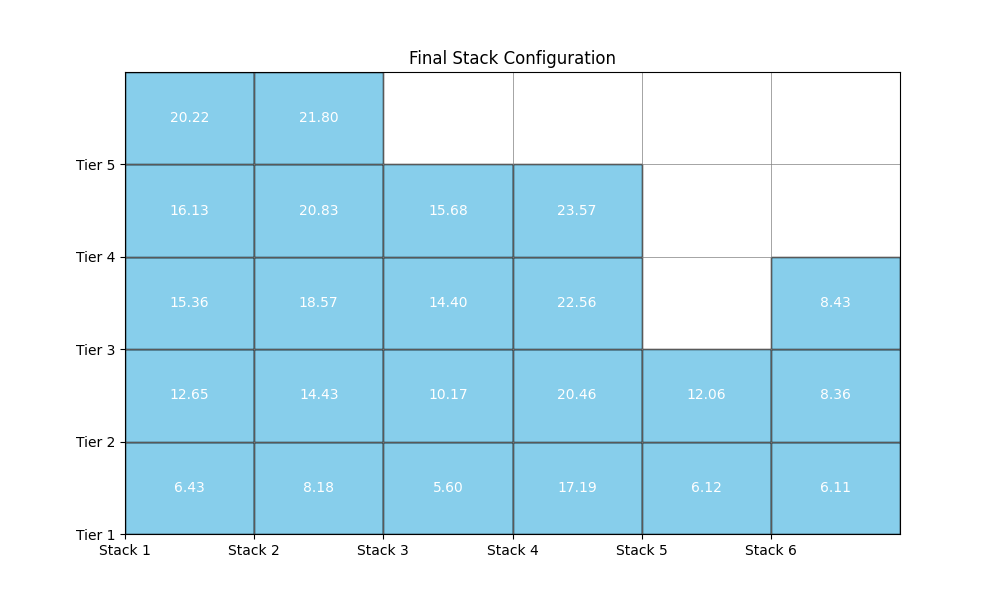 Final Stack Configuration
20.22 21.80
Tier 5
16.13 20.83 15.68 23.57
Tier 4
15.36 18.57 14.40 22.56 8.43
Tier 3
12.65 14.43 10.17 20.46 12.06 8.36
Tier 2
6.43 8.18 5.60 17.19 6.12 6.11
Tier 1
Stack 1 Stack 2 Stack 3 Stack 4 Stack 5 Stack 6